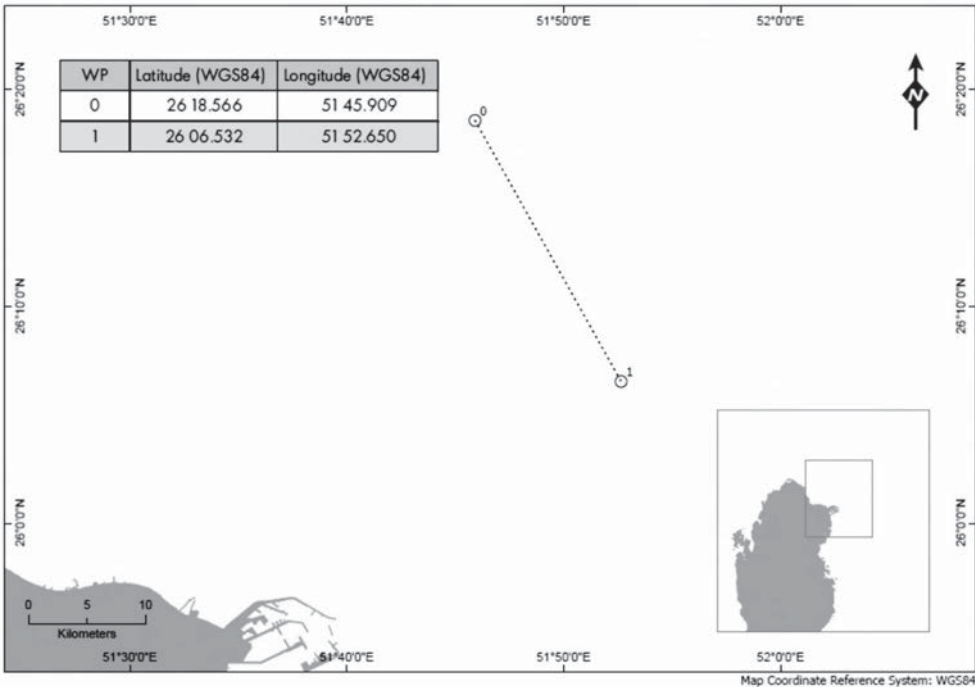 51°30'0"E 51°40'0"E 51°50'0"E 52°0'0"E
WP Latitude (WGS84) Longitude (WGS84)
0 26 18.566 51 45.909
1 26 06.532 51 52.650
N
26°20'0"N 26°20'0"N
0
26°10'0"N 26°10'0"N
1
26°0'0"N 26°0'0"N
0 5 10
Kilometers
51°30'0"E 51°40'0"E 51°50'0"E 52°0'0"E
Map Coordinate Reference System: WGS84